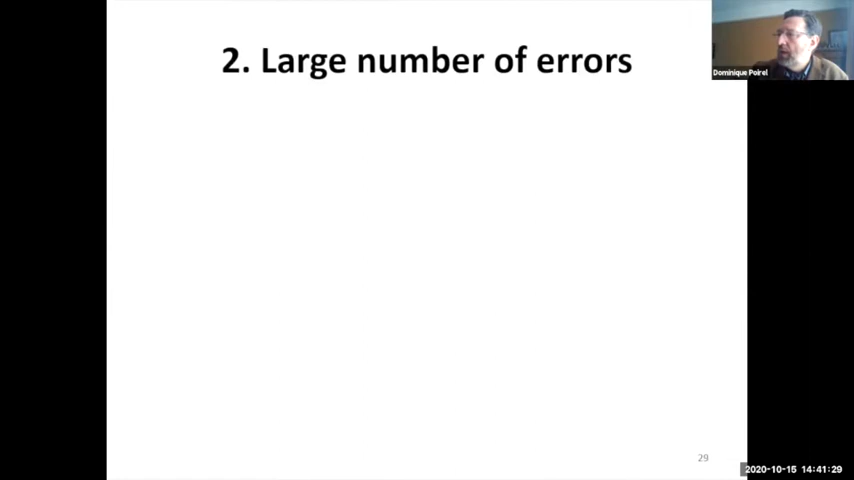 2. Large number of errors
Dominique Poirel
29
2020-10-15 14:41:29